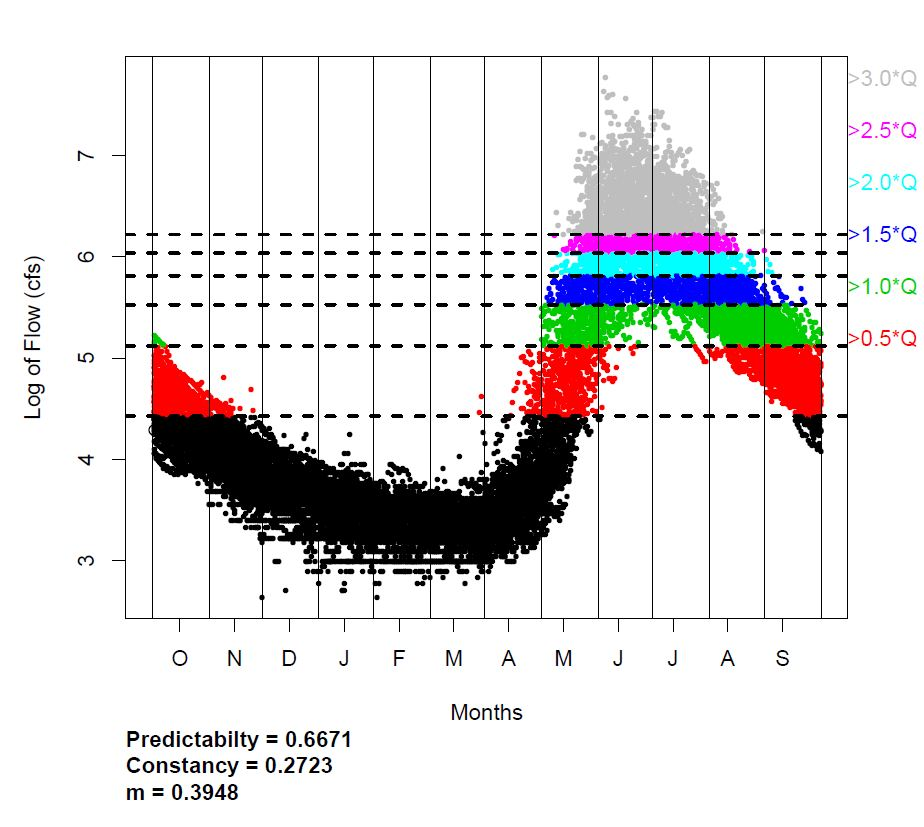 >3.0*Q
>2.5*Q
>2.0*Q
>1.5*Q
>1.0*Q
>0.5*Q
7
6
5
4
3
Log of Flow (cfs)
O N D J F M A M J J A S
Months
Predictabilty = 0.6671
Constancy = 0.2723
m = 0.3948